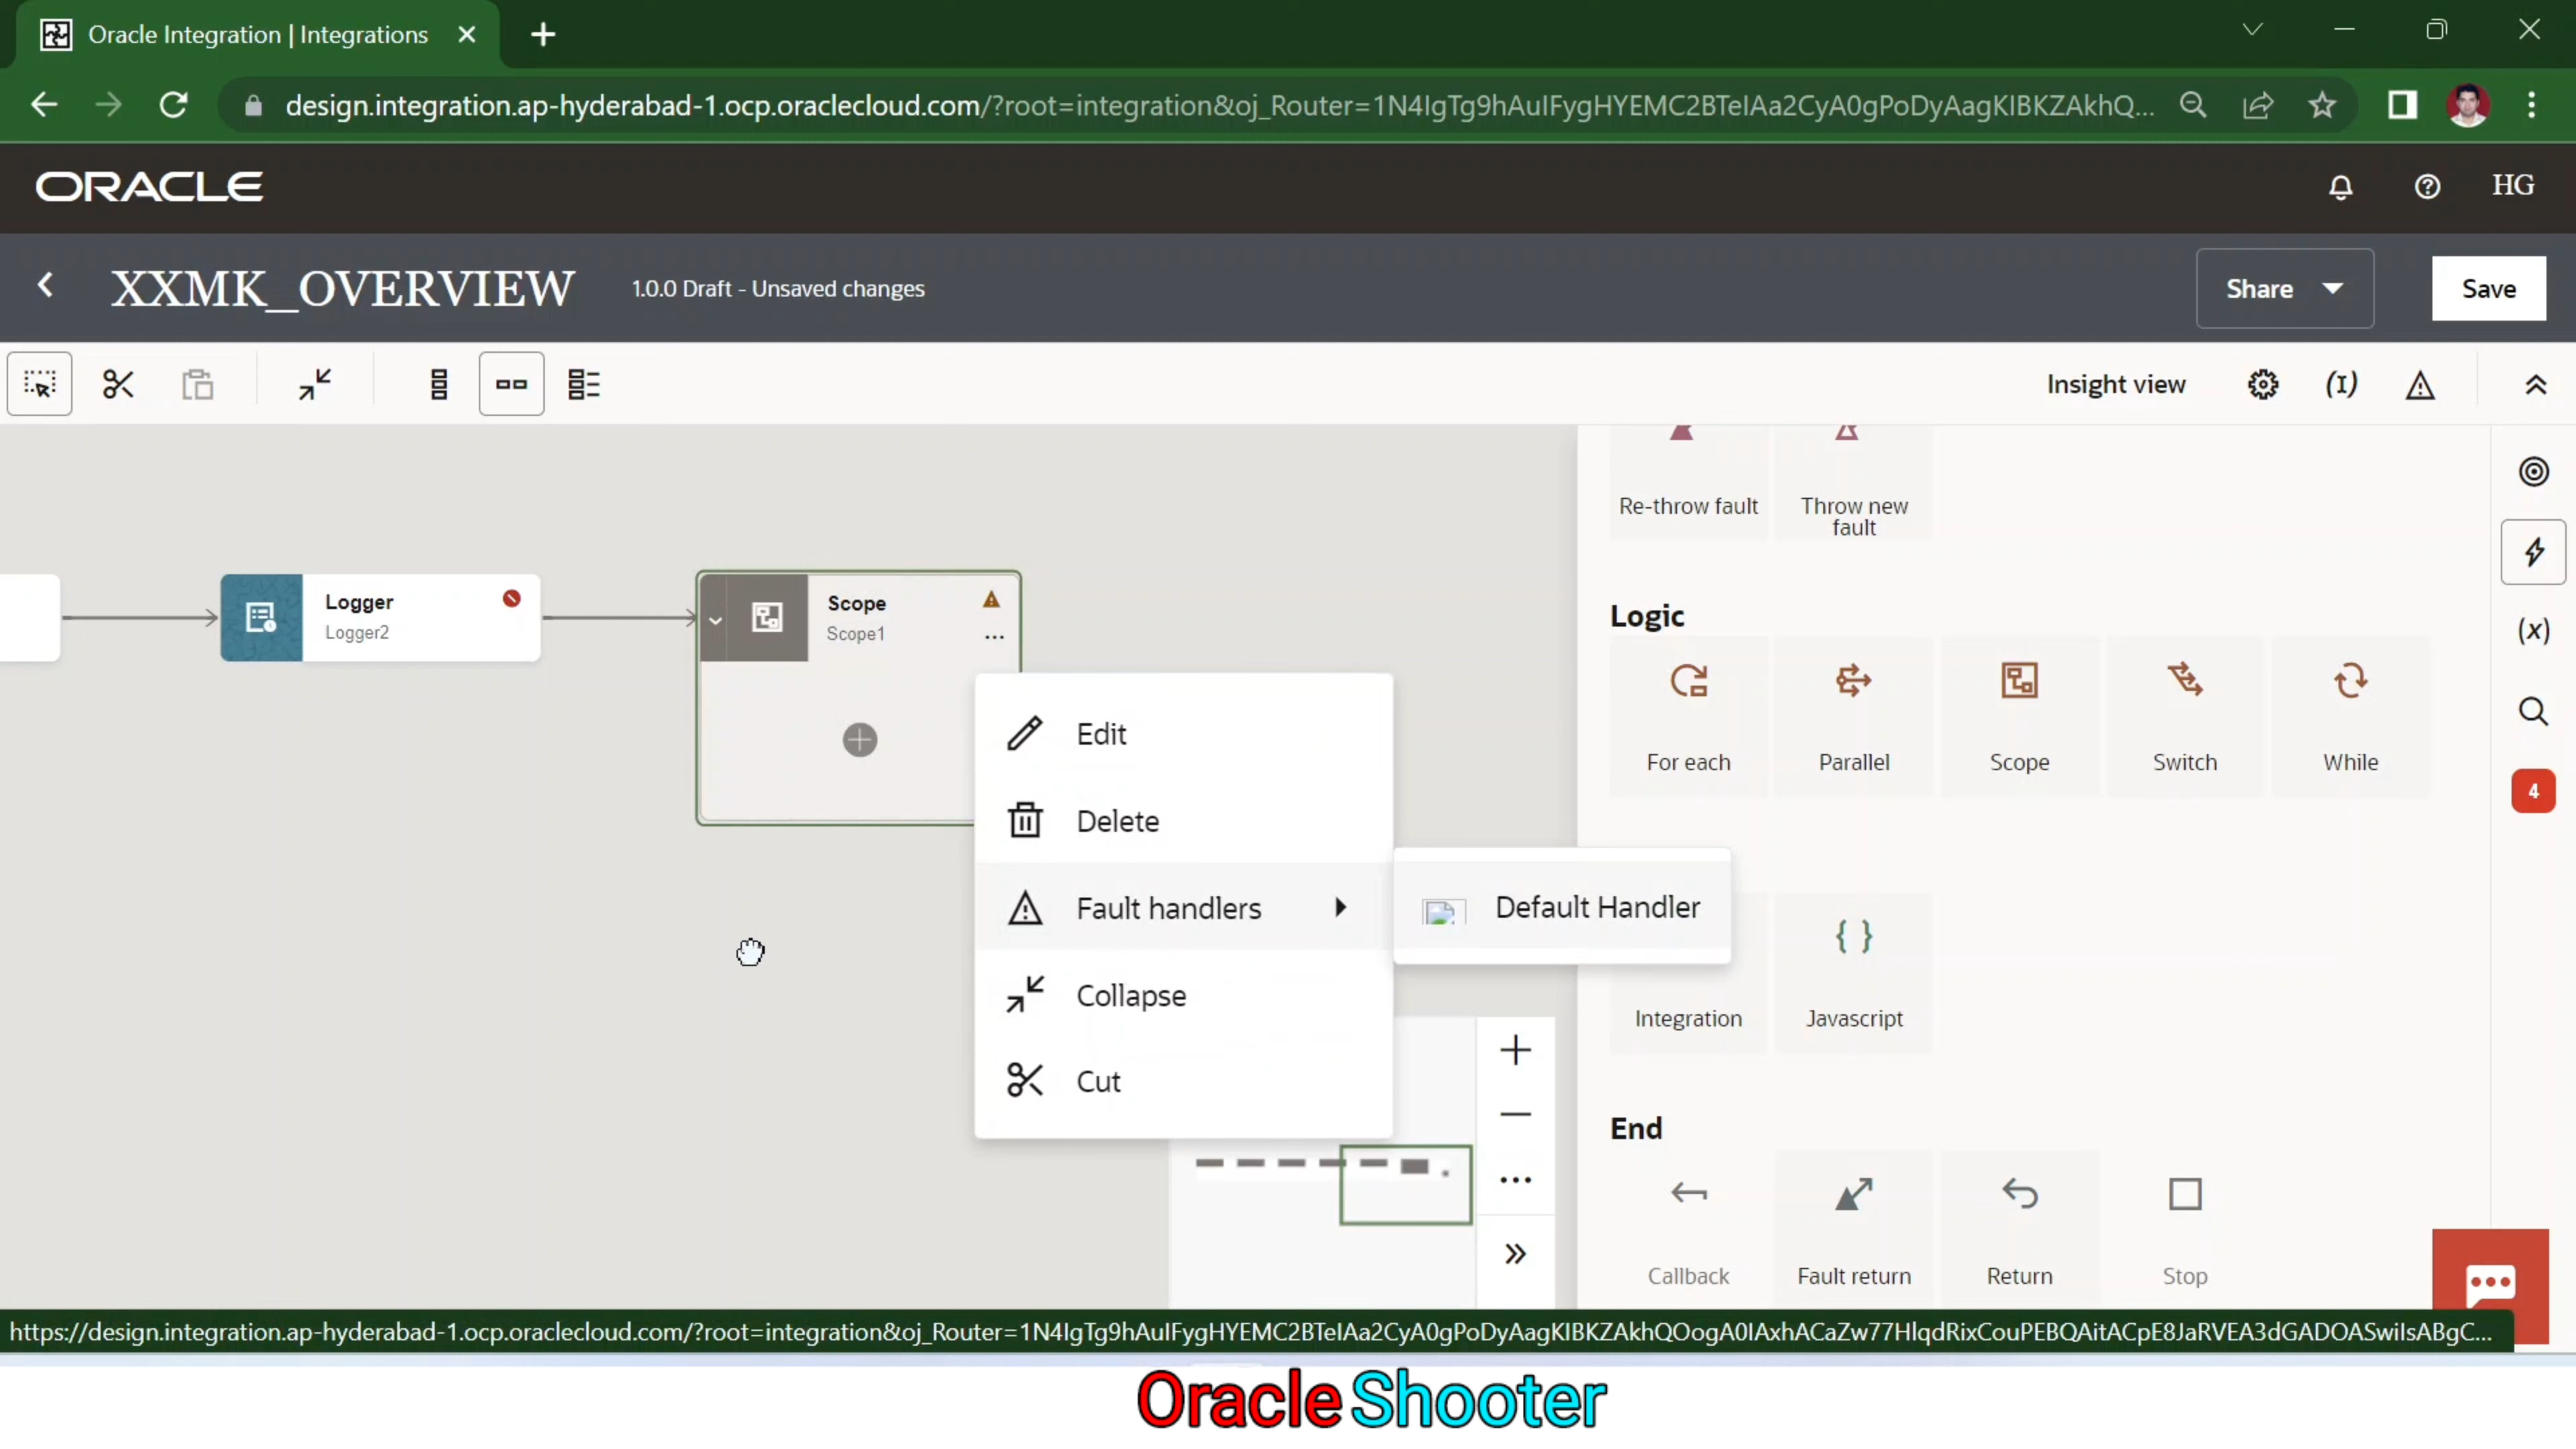 Oracle Integration | Integrations
design.integration.ap-hyderabad-1.ocp.oraclecloud.com/?root=integration&oj_Router=1N4IgTg9hAuIFygHYEMC2BTeIAa2CyA0gPoDyAagKIBKZAkhQ...
ORACLE
HG
XXMK_OVERVIEW
1.0.0 Draft - Unsaved changes
Share
Save
Insight view
Re-throw fault
Throw new
fault
Logger
Logger2
Scope
Scope1
Logic
For each
Parallel
Scope
Switch
While
4
Edit
Delete
Fault handlers
Default Handler
Collapse
Cut
Integration
Javascript
End
Callback
Fault return
Return
Stop
https://design.integration.ap-hyderabad-1.ocp.oraclecloud.com/?root=integration&oj_Router=1N4IgTg9hAuIFygHYEMC2BTeIAa2CyA0gPoDyAagKIBKZAkhQOogA0IAxhACaZw77HlqdRixCouPEBQAitACpE8JaRVEA3dGADOASwiIsABgC...
Oracle Shooter